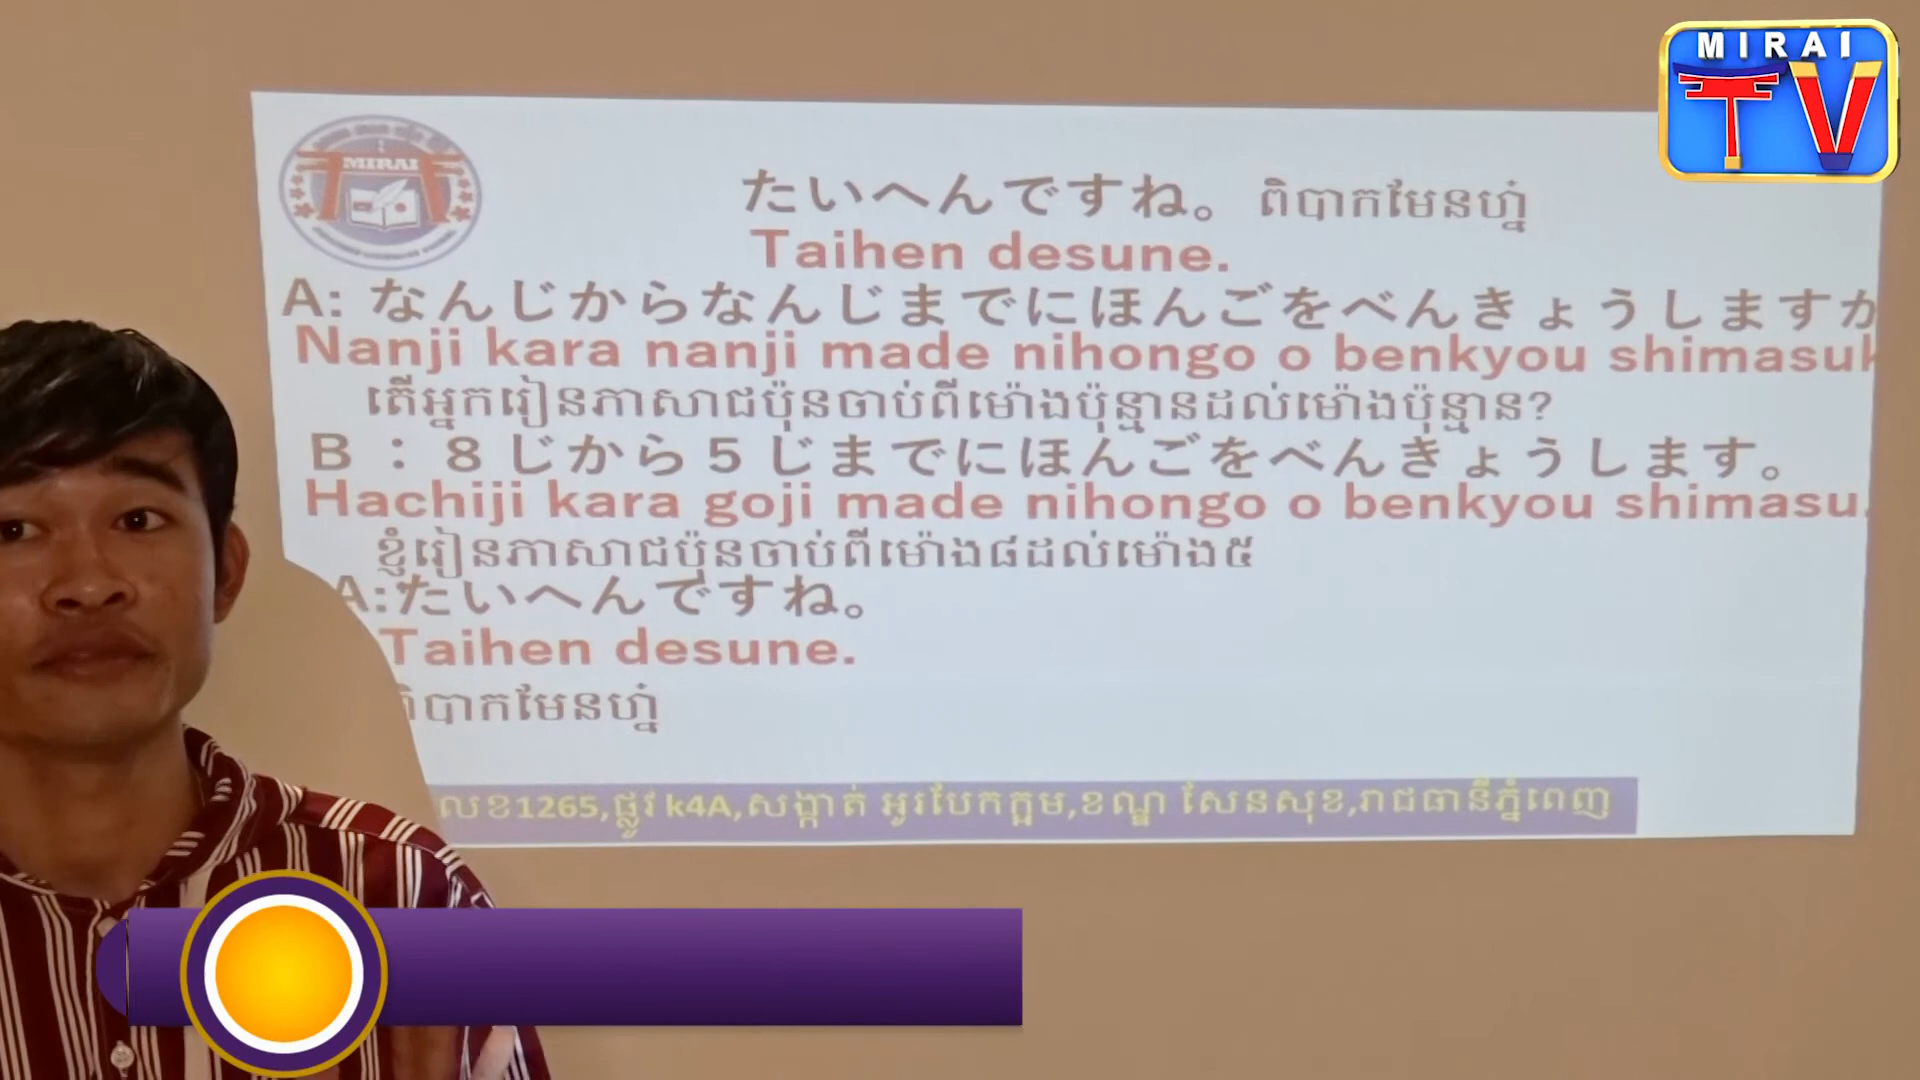 MIRAI
TV
MIRAI
たいへんですね。 ពិបាកមែនហ្ន៎
Taihen desune.
A: なんじからなんじまでにほんごをべんきょうしますか
Nanji kara nanji made nihongo o benkyou shimasuk
តើអ្នករៀនភាសាជប៉ុនចាប់ពីម៉ោងប៉ុន្មានដល់ម៉ោងប៉ុន្មាន?
B : 8じから5じまでにほんごをべんきょうします。
Hachiji kara goji made nihongo o benkyou shimasu.
ខ្ញុំរៀនភាសាជប៉ុនចាប់ពីម៉ោង៨ដល់ម៉ោង៥
A:たいへんですね。
Taihen desune.
ពិបាកមែនហ្ន៎
លេខ1265,ផ្លូវ k4A,សង្កាត់ អូរបែកក្អម,ខណ្ឌ សែនសុខ,រាជធានីភ្នំពេញ